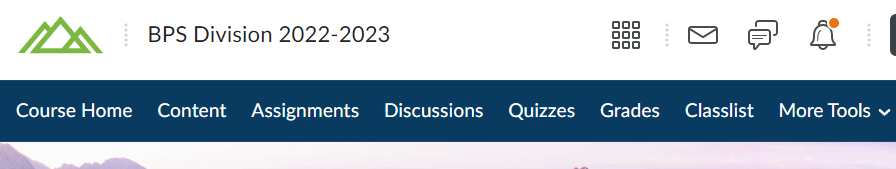 BPS Division 2022-2023
Course Home Content Assignments Discussions Quizzes Grades Classlist More Tools